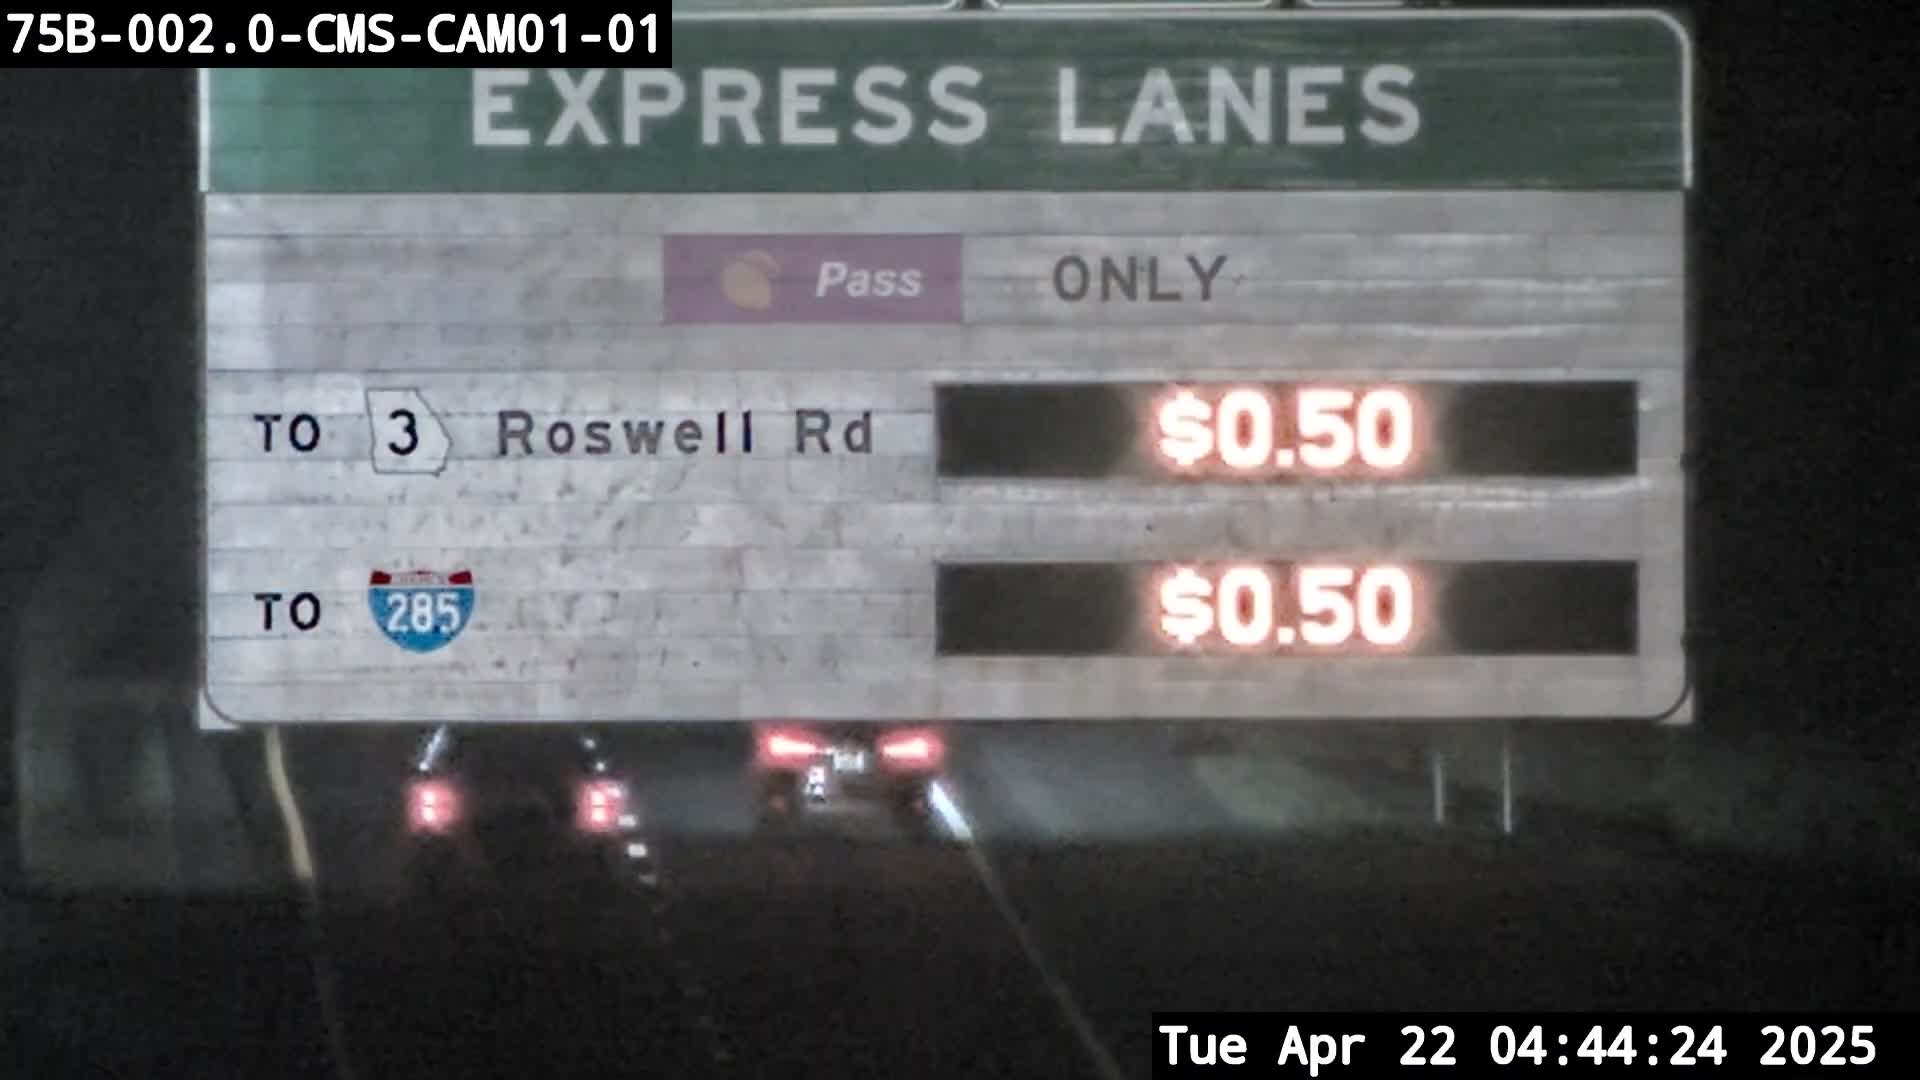 75B-002.0-CMS-CAM01-01
EXPRESS LANES
Pass ONLY
TO 3 Roswell Rd $0.50
TO 285 $0.50
Tue Apr 22 04:44:24 2025